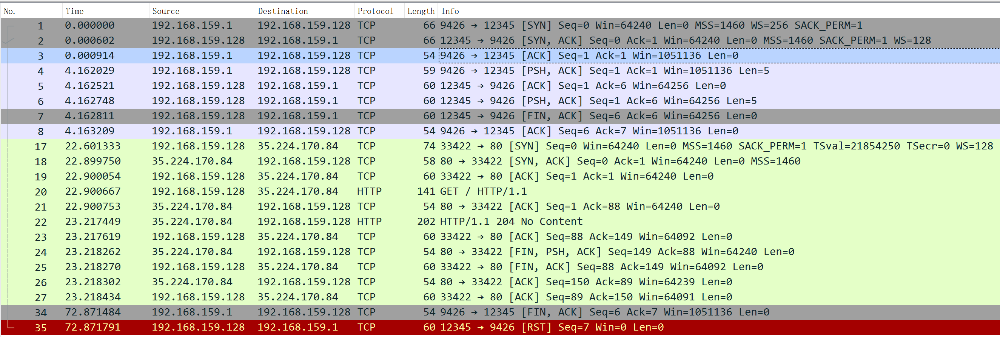 No. Time Source Destination Protocol Length Info
1 0.000000 192.168.159.1 192.168.159.128 TCP 66 9426 → 12345 [SYN] Seq=0 Win=64240 Len=0 MSS=1460 WS=256 SACK_PERM=1
2 0.000602 192.168.159.128 192.168.159.1 TCP 66 12345 → 9426 [SYN, ACK] Seq=0 Ack=1 Win=64240 Len=0 MSS=1460 SACK_PERM=1 WS=128
3 0.000914 192.168.159.1 192.168.159.128 TCP 54 9426 → 12345 [ACK] Seq=1 Ack=1 Win=1051136 Len=0
4 4.162029 192.168.159.1 192.168.159.128 TCP 59 9426 → 12345 [PSH, ACK] Seq=1 Ack=1 Win=1051136 Len=5
5 4.162521 192.168.159.128 192.168.159.1 TCP 60 12345 → 9426 [ACK] Seq=1 Ack=6 Win=64256 Len=0
6 4.162748 192.168.159.128 192.168.159.1 TCP 60 12345 → 9426 [PSH, ACK] Seq=1 Ack=6 Win=64256 Len=5
7 4.162811 192.168.159.128 192.168.159.1 TCP 60 12345 → 9426 [FIN, ACK] Seq=6 Ack=6 Win=64256 Len=0
8 4.163209 192.168.159.1 192.168.159.128 TCP 54 9426 → 12345 [ACK] Seq=6 Ack=7 Win=1051136 Len=0
17 22.601333 192.168.159.128 35.224.170.84 TCP 74 33422 → 80 [SYN] Seq=0 Win=64240 Len=0 MSS=1460 SACK_PERM=1 TSval=21854250 TSecr=0 WS=128
18 22.899750 35.224.170.84 192.168.159.128 TCP 58 80 → 33422 [SYN, ACK] Seq=0 Ack=1 Win=64240 Len=0 MSS=1460
19 22.900054 192.168.159.128 35.224.170.84 TCP 60 33422 → 80 [ACK] Seq=1 Ack=1 Win=64240 Len=0
20 22.900667 192.168.159.128 35.224.170.84 HTTP 141 GET / HTTP/1.1
21 22.900753 35.224.170.84 192.168.159.128 TCP 54 80 → 33422 [ACK] Seq=1 Ack=88 Win=64240 Len=0
22 23.217449 35.224.170.84 192.168.159.128 HTTP 202 HTTP/1.1 204 No Content
23 23.217619 192.168.159.128 35.224.170.84 TCP 60 33422 → 80 [ACK] Seq=88 Ack=149 Win=64092 Len=0
24 23.218262 35.224.170.84 192.168.159.128 TCP 54 80 → 33422 [FIN, PSH, ACK] Seq=149 Ack=88 Win=64240 Len=0
25 23.218270 192.168.159.128 35.224.170.84 TCP 60 33422 → 80 [FIN, ACK] Seq=88 Ack=149 Win=64092 Len=0
26 23.218302 35.224.170.84 192.168.159.128 TCP 54 80 → 33422 [ACK] Seq=150 Ack=89 Win=64239 Len=0
27 23.218434 192.168.159.128 35.224.170.84 TCP 60 33422 → 80 [ACK] Seq=89 Ack=150 Win=64091 Len=0
34 72.871484 192.168.159.1 192.168.159.128 TCP 54 9426 → 12345 [FIN, ACK] Seq=6 Ack=7 Win=1051136 Len=0
35 72.871791 192.168.159.128 192.168.159.1 TCP 60 12345 → 9426 [RST] Seq=7 Win=0 Len=0